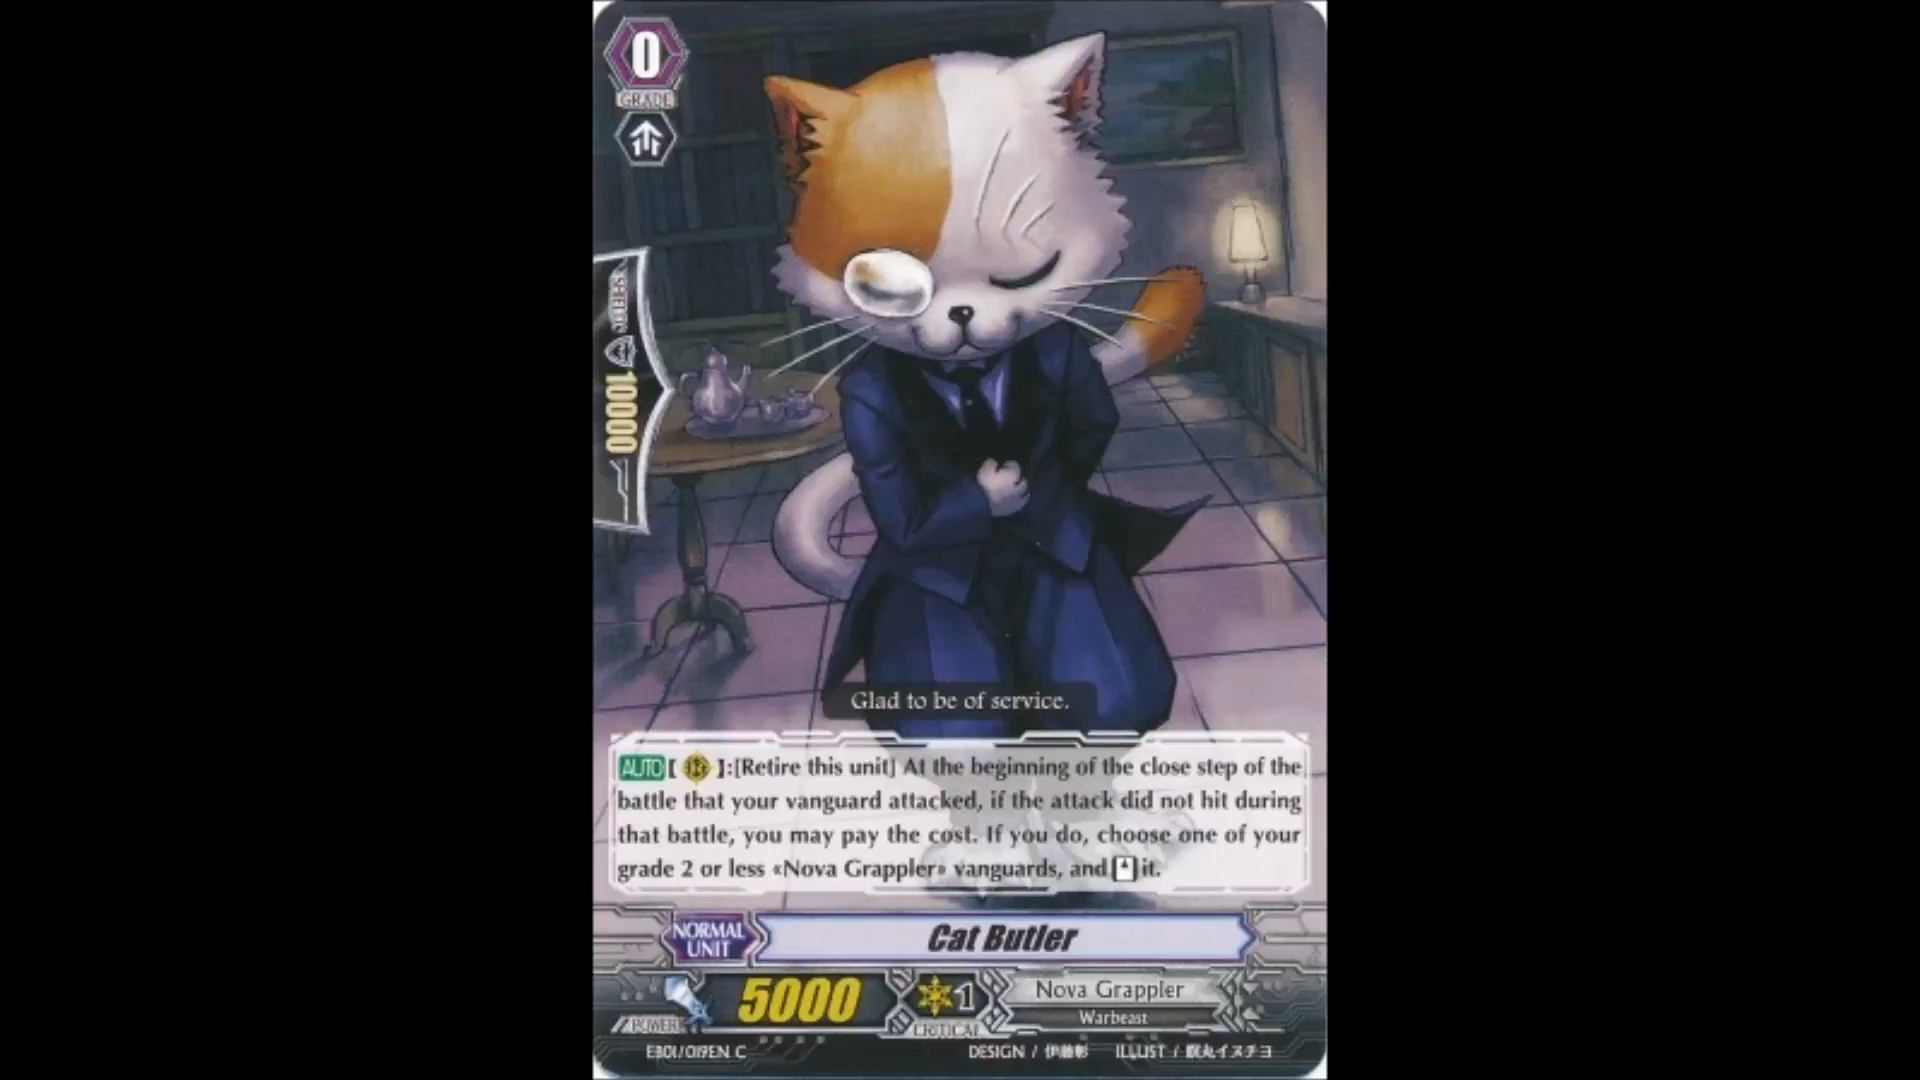 0
GRADE
SHIELD
10000
Glad to be of service.
AUTO【 】:[Retire this unit] At the beginning of the close step of the
battle that your vanguard attacked, if the attack did not hit during
that battle, you may pay the cost. If you do, choose one of your
grade 2 or less «Nova Grappler» vanguards, and it.
NORMAL
UNIT
Cat Butler
5000
1
Nova Grappler
Warbeast
POWER
CRITICAL
EB01/019EN C
DESIGN / 伊藤彰 ILLUST / 丸イヌチヨ